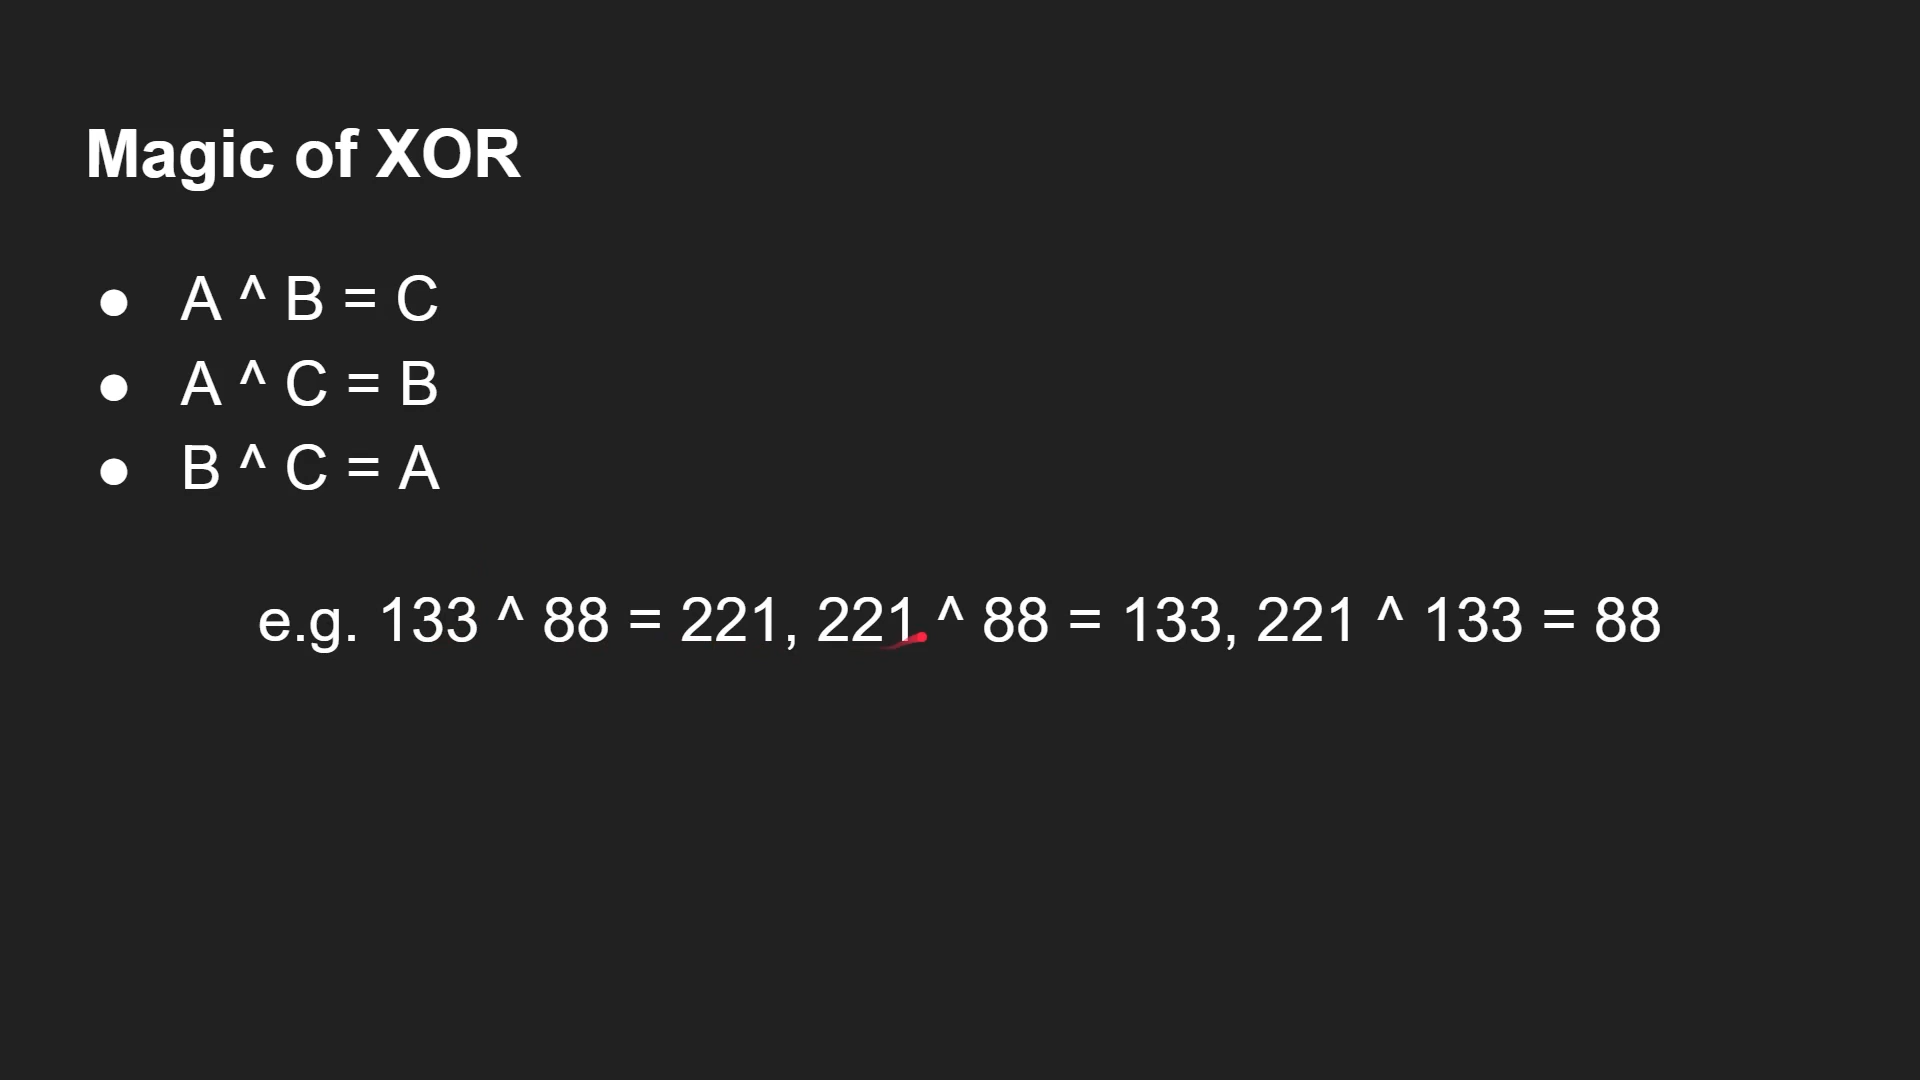 Magic of XOR
● A ^ B = C
● A ^ C = B
● B ^ C = A
e.g. 133 ^ 88 = 221, 221 ^ 88 = 133, 221 ^ 133 = 88